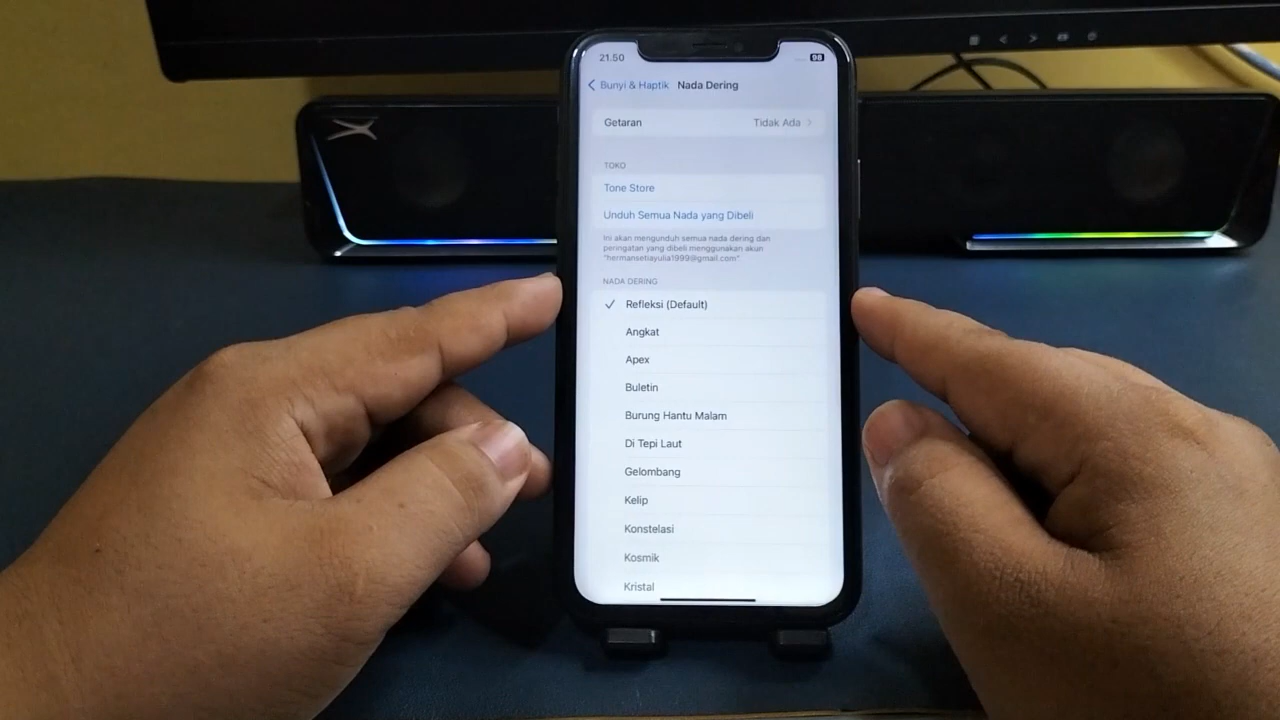 21.50
98
Bunyi & Haptik Nada Dering
Getaran Tidak Ada
TOKO
Tone Store
Unduh Semua Nada yang Dibeli
Ini akan mengunduh semua nada dering dan
peringatan yang dibeli menggunakan akun
"hermansetiayulia1999@gmail.com"
NADA DERING
Refleksi (Default)
Angkat
Apex
Buletin
Burung Hantu Malam
Di Tepi Laut
Gelombang
Kelip
Konstelasi
Kosmik
Kristal